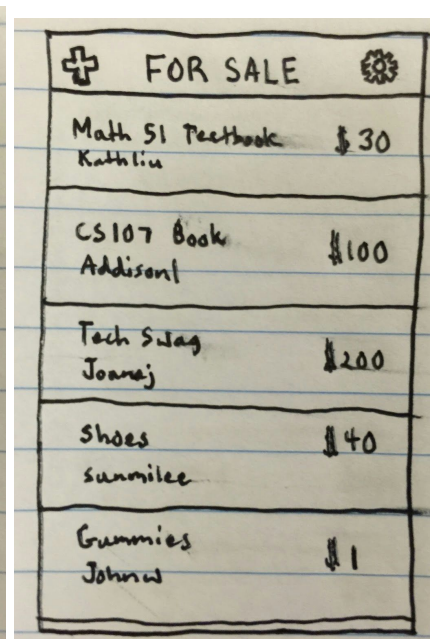 FOR SALE
Math 51 Textbook $30
Kathliu
CS107 Book $100
Addisonl
Tech Swag $200
Joanaj
Shoes $40
sunmilee
Gummies $1
Johnw